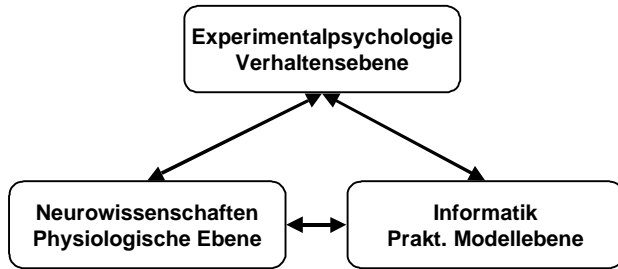 Experimentalpsychologie
Verhaltensebene
Neurowissenschaften
Physiologische Ebene
Informatik
Prakt. Modellebene